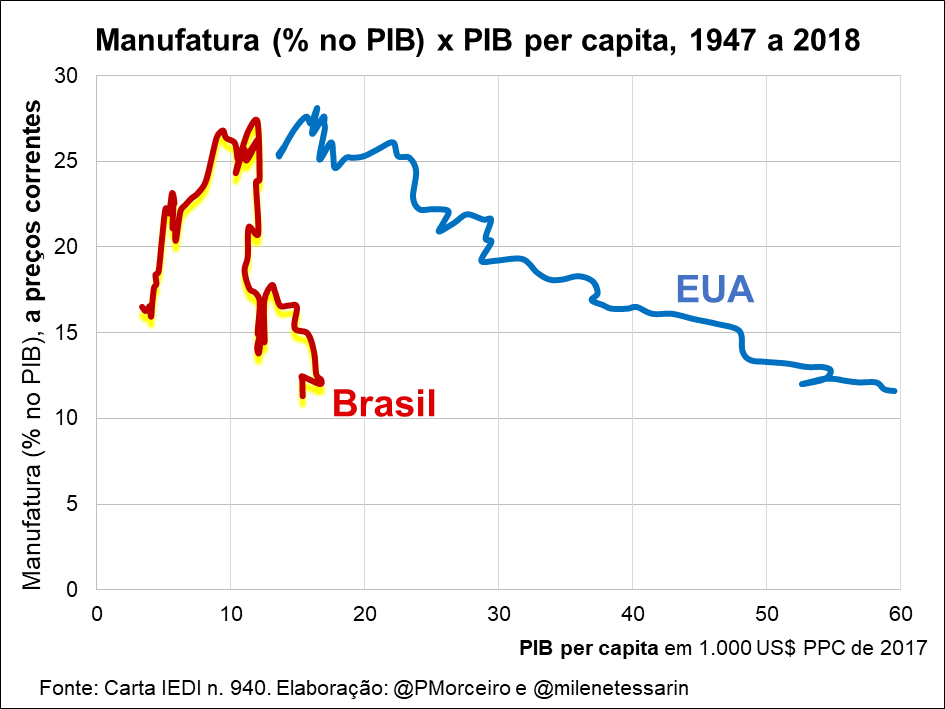 Manufatura (% no PIB) x PIB per capita, 1947 a 2018
Manufatura (% no PIB), a preços correntes
30
25
20
15
10
5
0
EUA
Brasil
0 10 20 30 40 50 60
PIB per capita em 1.000 US$ PPC de 2017
Fonte: Carta IEDI n. 940. Elaboração: @PMorceiro e @milenetessarin